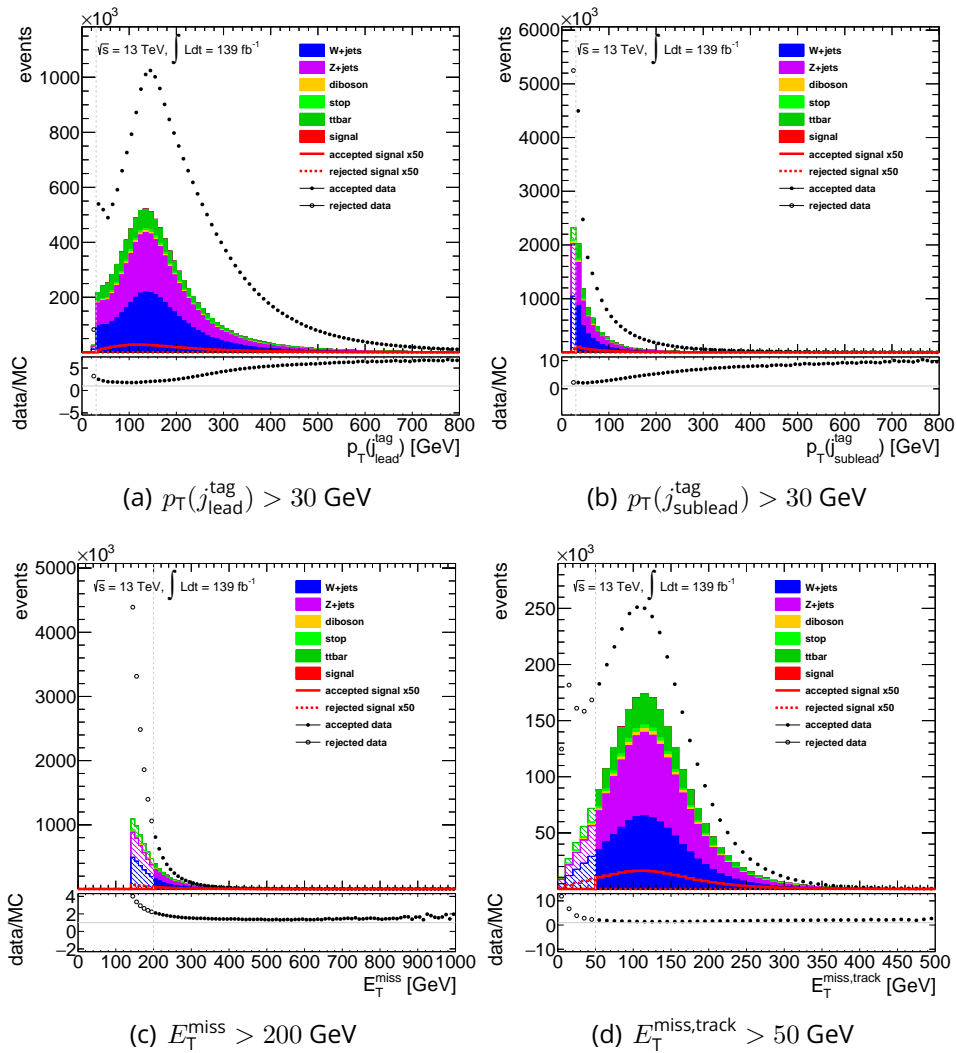 ×10³
events
√s = 13 TeV, ∫ Ldt = 139 fb⁻¹
W+jets
Z+jets
diboson
stop
ttbar
signal
accepted signal x50
rejected signal x50
accepted data
rejected data
1000
800
600
400
200
data/MC
5
0
−5
0 100 200 300 400 500 600 700 800
p_T(j_lead^tag) [GeV]
(a) p_T(j_lead^tag) > 30 GeV
×10³
events
√s = 13 TeV, ∫ Ldt = 139 fb⁻¹
W+jets
Z+jets
diboson
stop
ttbar
signal
accepted signal x50
rejected signal x50
accepted data
rejected data
6000
5000
4000
3000
2000
1000
0
data/MC
10
0
0 100 200 300 400 500 600 700 800
p_T(j_sublead^tag) [GeV]
(b) p_T(j_sublead^tag) > 30 GeV
×10³
events
√s = 13 TeV, ∫ Ldt = 139 fb⁻¹
W+jets
Z+jets
diboson
stop
ttbar
signal
accepted signal x50
rejected signal x50
accepted data
rejected data
5000
4000
3000
2000
1000
data/MC
4
2
0
−2
0 100 200 300 400 500 600 700 800 900 1000
E_T^miss [GeV]
(c) E_T^miss > 200 GeV
×10³
events
√s = 13 TeV, ∫ Ldt = 139 fb⁻¹
W+jets
Z+jets
diboson
stop
ttbar
signal
accepted signal x50
rejected signal x50
accepted data
rejected data
250
200
150
100
50
data/MC
10
0
−10
0 50 100 150 200 250 300 350 400 450 500
E_T^miss,track [GeV]
(d) E_T^miss,track > 50 GeV